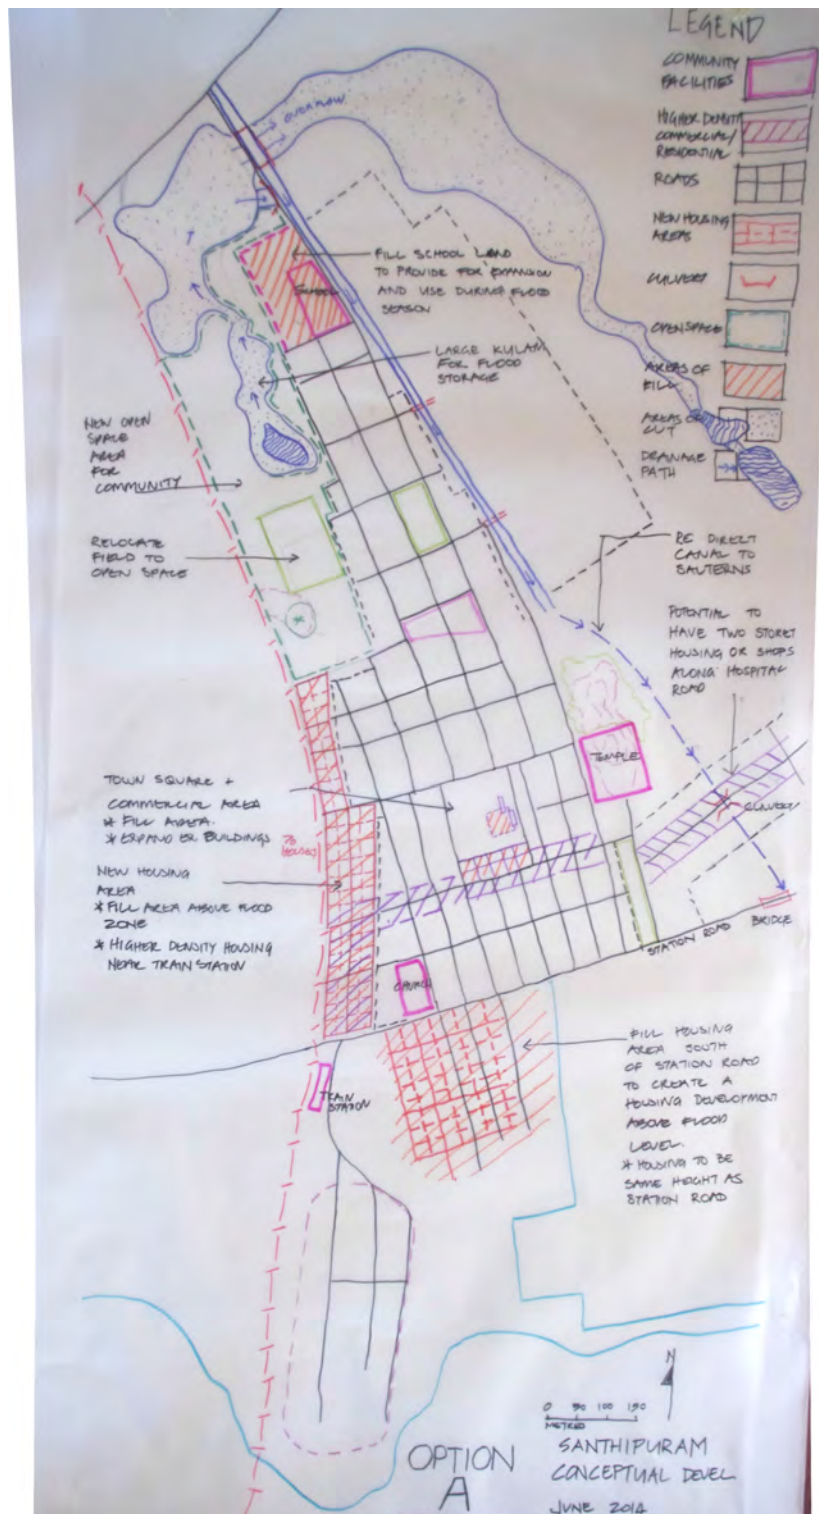 LEGEND
COMMUNITY
FACILITIES
HIGHER DENSITY
COMMERCIAL/
RESIDENTIAL
ROADS
NEW HOUSING
AREAS
CULVERT
OPEN SPACE
AREAS OF
FILL
AREAS OF
CUT
DRAINAGE
PATH
OVERFLOW
FILL SCHOOL LAND
TO PROVIDE FOR EXPANSION
AND USE DURING FLOOD
SEASON
SCHOOL
LARGE KULAM
FOR FLOOD
STORAGE
NEW OPEN
SPACE
AREA
FOR
COMMUNITY
RELOCATE
FIELD TO
OPEN SPACE
RE DIRECT
CANAL TO
SAUTERNS
POTENTIAL TO
HAVE TWO STOREY
HOUSING OR SHOPS
ALONG HOSPITAL
ROAD
TEMPLE
TOWN SQUARE +
COMMERCIAL AREA
* FILL AREA.
* EXPAND ER BUILDINGS
76
HOUSES
NEW HOUSING
AREA
* FILL AREA ABOVE FLOOD
ZONE
* HIGHER DENSITY HOUSING
NEAR TRAIN STATION
STATION ROAD
BRIDGE
CHURCH
TRAIN
STATION
FILL HOUSING
AREA SOUTH
OF STATION ROAD
TO CREATE A
HOUSING DEVELOPMENT
ABOVE FLOOD
LEVEL.
* HOUSING TO BE
SAME HEIGHT AS
STATION ROAD
N
0 50 100 150
METRES
OPTION
A
SANTHIPURAM
CONCEPTUAL DEVEL
JUNE 2014